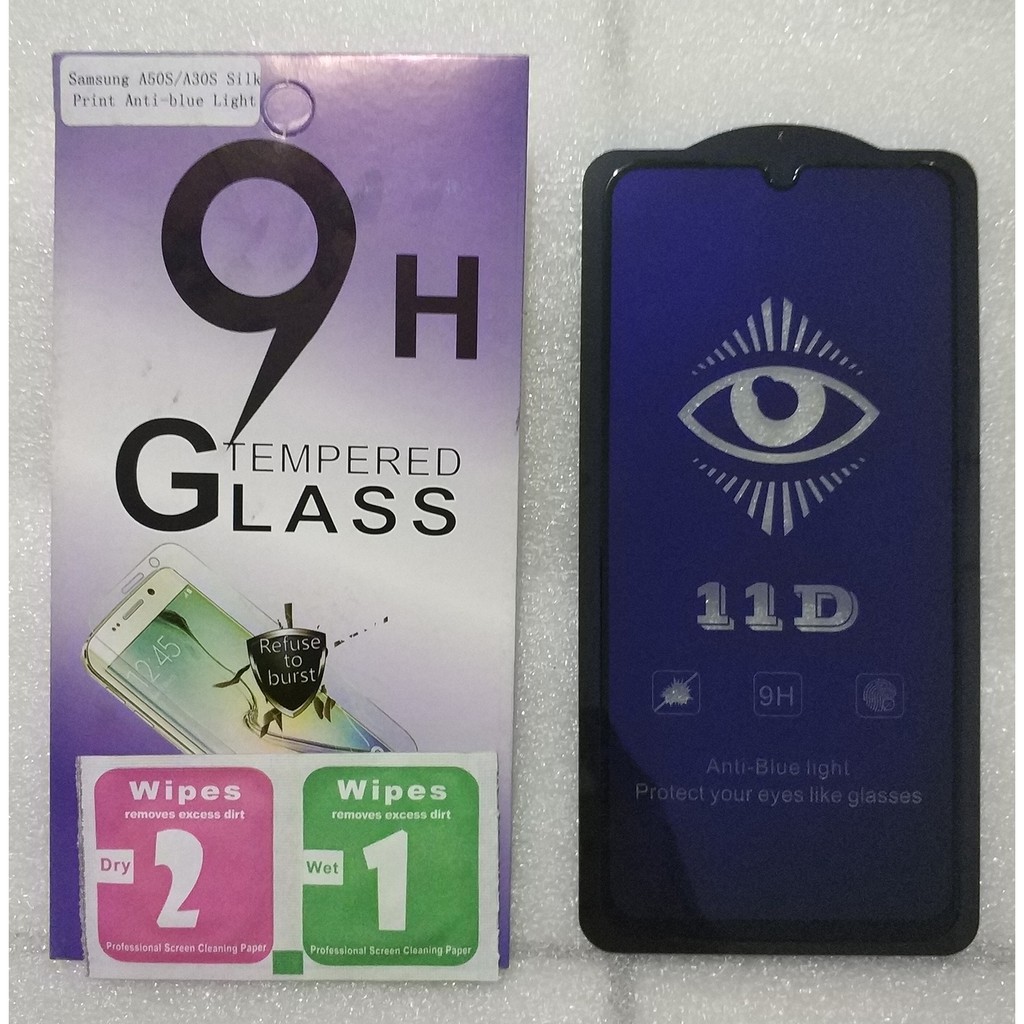 Samsung A50S/A30S Silk
Print Anti-blue Light
9H
TEMPERED
GLASS
12:45
Refuse
to
burst
Wipes
removes excess dirt
Dry
2
Professional Screen Cleaning Paper
Wipes
removes excess dirt
Wet
1
Professional Screen Cleaning Paper
11D
9H
Anti-Blue light
Protect your eyes like glasses